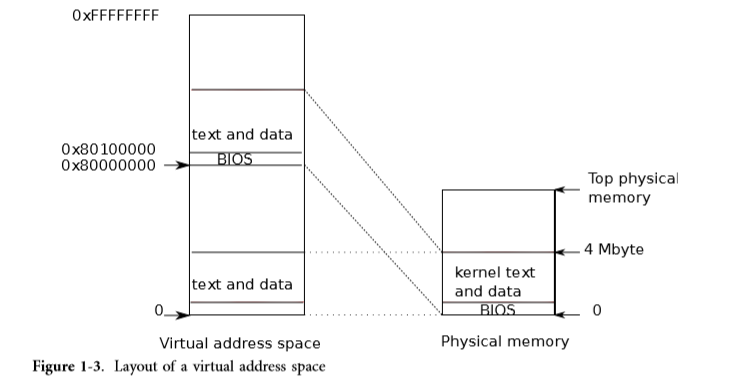 0xFFFFFFFF
text and data
0x80100000
BIOS
0x80000000
Top physical
memory
4 Mbyte
kernel text
and data
text and data
BIOS
0
0
Virtual address space
Physical memory
Figure 1-3. Layout of a virtual address space